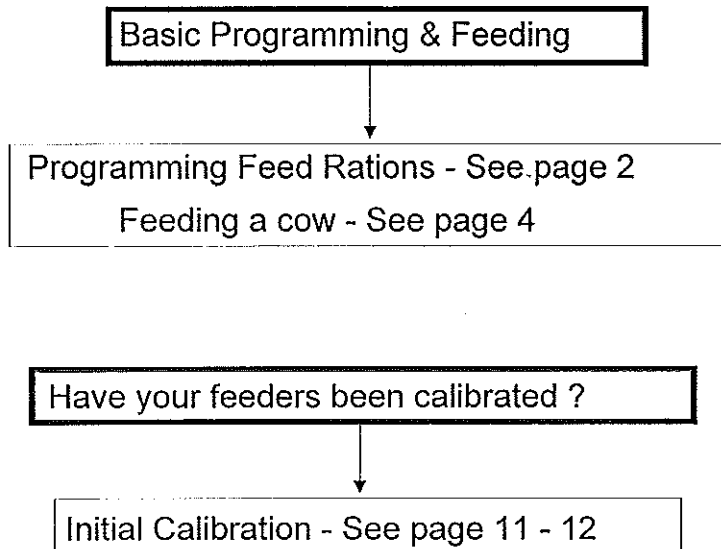 Basic Programming & Feeding
Programming Feed Rations - See page 2
Feeding a cow - See page 4
Have your feeders been calibrated ?
Initial Calibration - See page 11 - 12